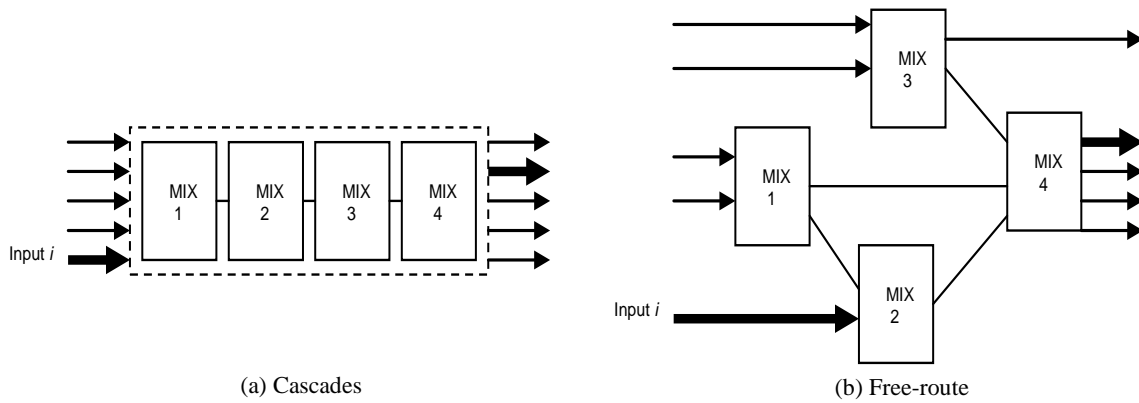 Input i
MIX
1
MIX
2
MIX
3
MIX
4
(a) Cascades
MIX
3
MIX
1
MIX
4
MIX
2
Input i
(b) Free-route